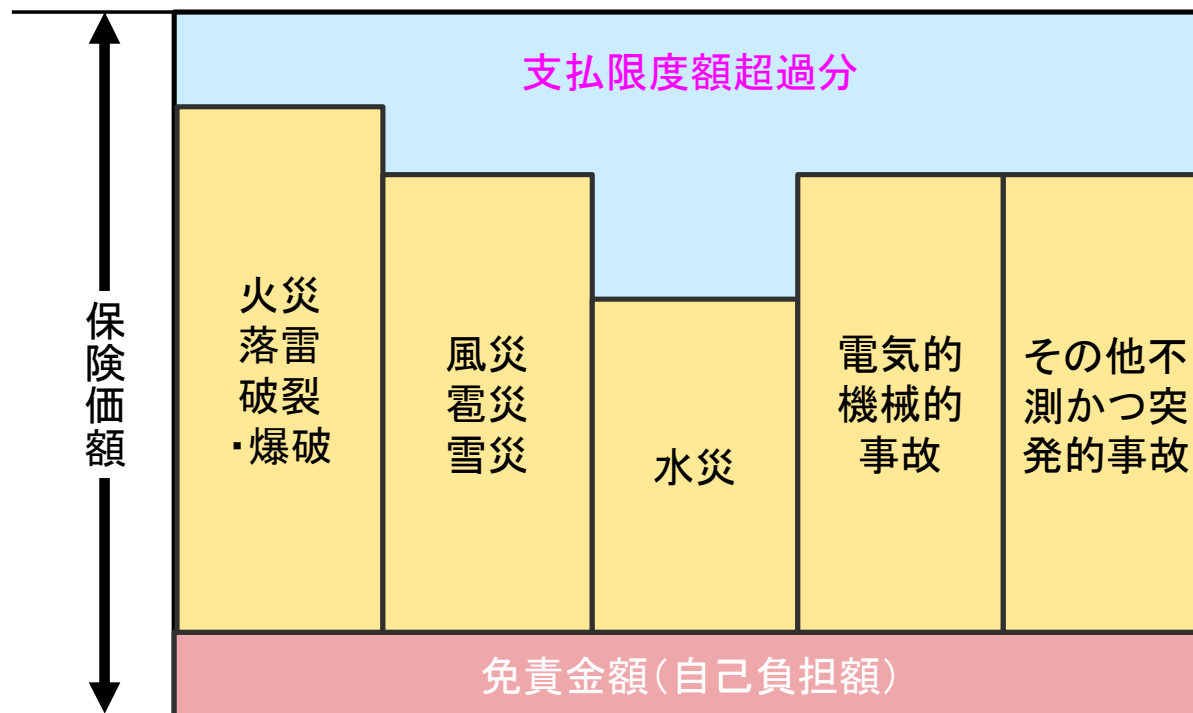 支払限度額超過分
保険価額
火災
落雷
破裂
・爆破
風災
雹災
雪災
水災
電気的
機械的
事故
その他不
測かつ突
発的事故
免責金額（自己負担額）